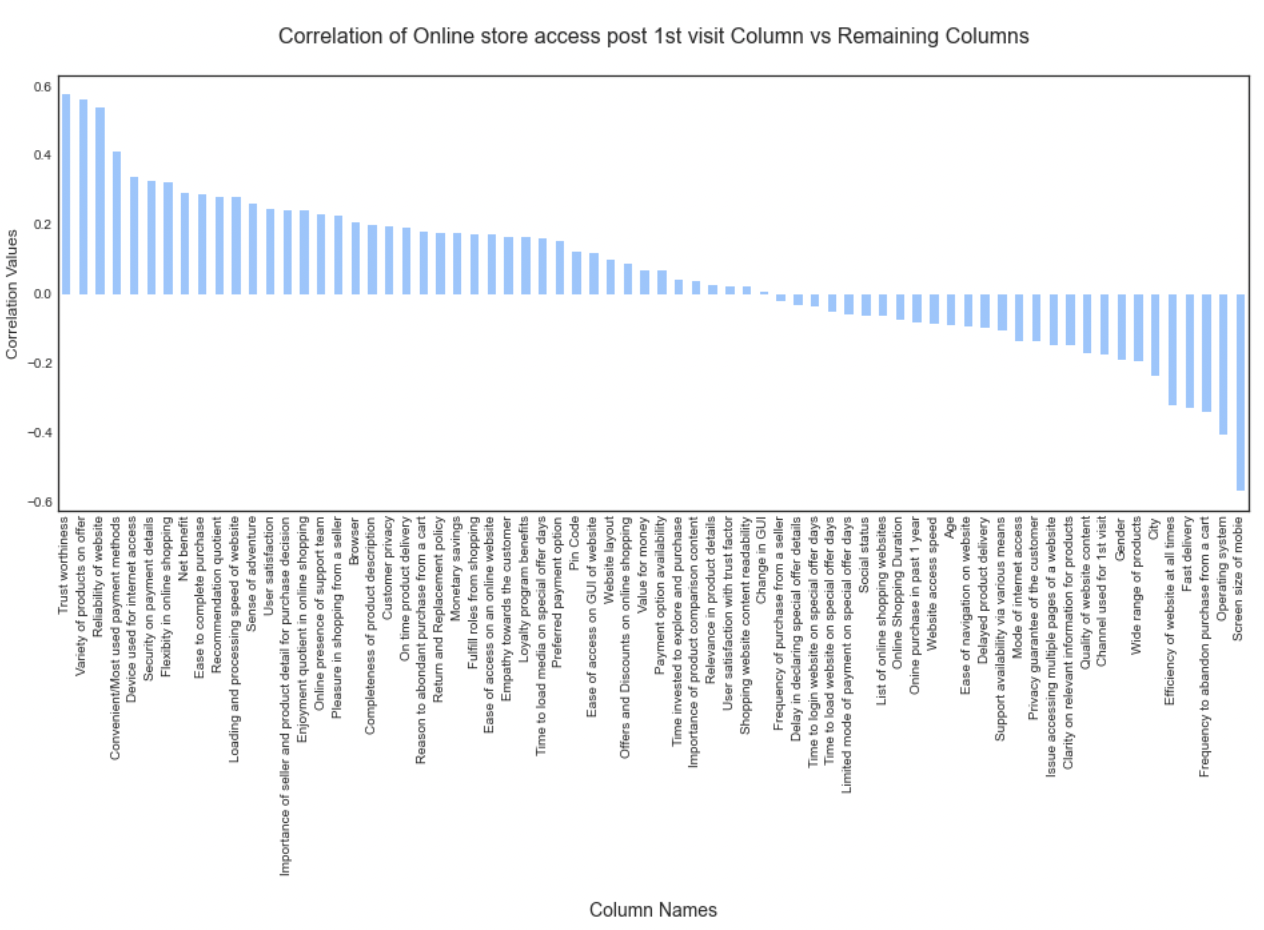 Correlation of Online store access post 1st visit Column vs Remaining Columns
Correlation Values
0.6
0.4
0.2
0.0
−0.2
−0.4
−0.6
Trust worthiness
Variety of products on offer
Reliability of website
Convenient/Most used payment methods
Device used for internet access
Security on payment details
Flexibity in online shopping
Net benefit
Ease to complete purchase
Recommendation quotient
Loading and processing speed of website
Sense of adventure
User satisfaction
Importance of seller and product detail for purchase decision
Enjoyment quotient in online shopping
Online presence of support team
Pleasure in shopping from a seller
Browser
Completeness of product description
Customer privacy
On time product delivery
Reason to abondant purchase from a cart
Return and Replacement policy
Monetary savings
Fulfill roles from shopping
Ease of access on an online website
Empathy towards the customer
Loyalty program benefits
Time to load media on special offer days
Preferred payment option
Pin Code
Ease of access on GUI of website
Website layout
Offers and Discounts on online shopping
Value for money
Payment option availability
Time invested to explore and purchase
Importance of product comparison content
Relevance in product details
User satisfaction with trust factor
Shopping website content readability
Change in GUI
Frequency of purchase from a seller
Delay in declaring special offer details
Time to login website on special offer days
Time to load website on special offer days
Limited mode of payment on special offer days
Social status
List of online shopping websites
Online Shopping Duration
Onine purchase in past 1 year
Website access speed
Age
Ease of navigation on website
Delayed product delivery
Support availability via various means
Mode of internet access
Privacy guarantee of the customer
Issue accessing multiple pages of a website
Clarity on relevant information for products
Quality of website content
Channel used for 1st visit
Gender
Wide range of products
City
Efficiency of website at all times
Fast delivery
Frequency to abandon purchase from a cart
Operating system
Screen size of mobie
Column Names